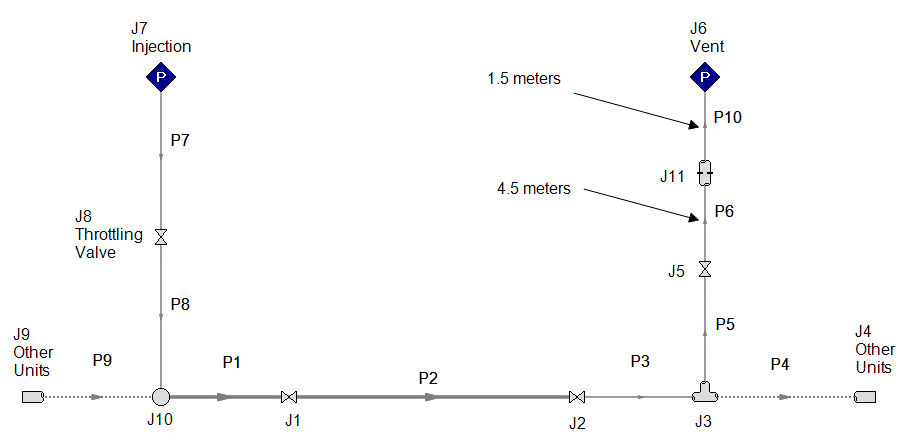 J7
Injection
P
P7
J8
Throttling
Valve
P8
J9
Other
Units
P9
J10
P1
J1
P2
J2
P3
J3
P4
J4
Other
Units
P5
J5
P6
4.5 meters
J11
1.5 meters
P10
P
J6
Vent